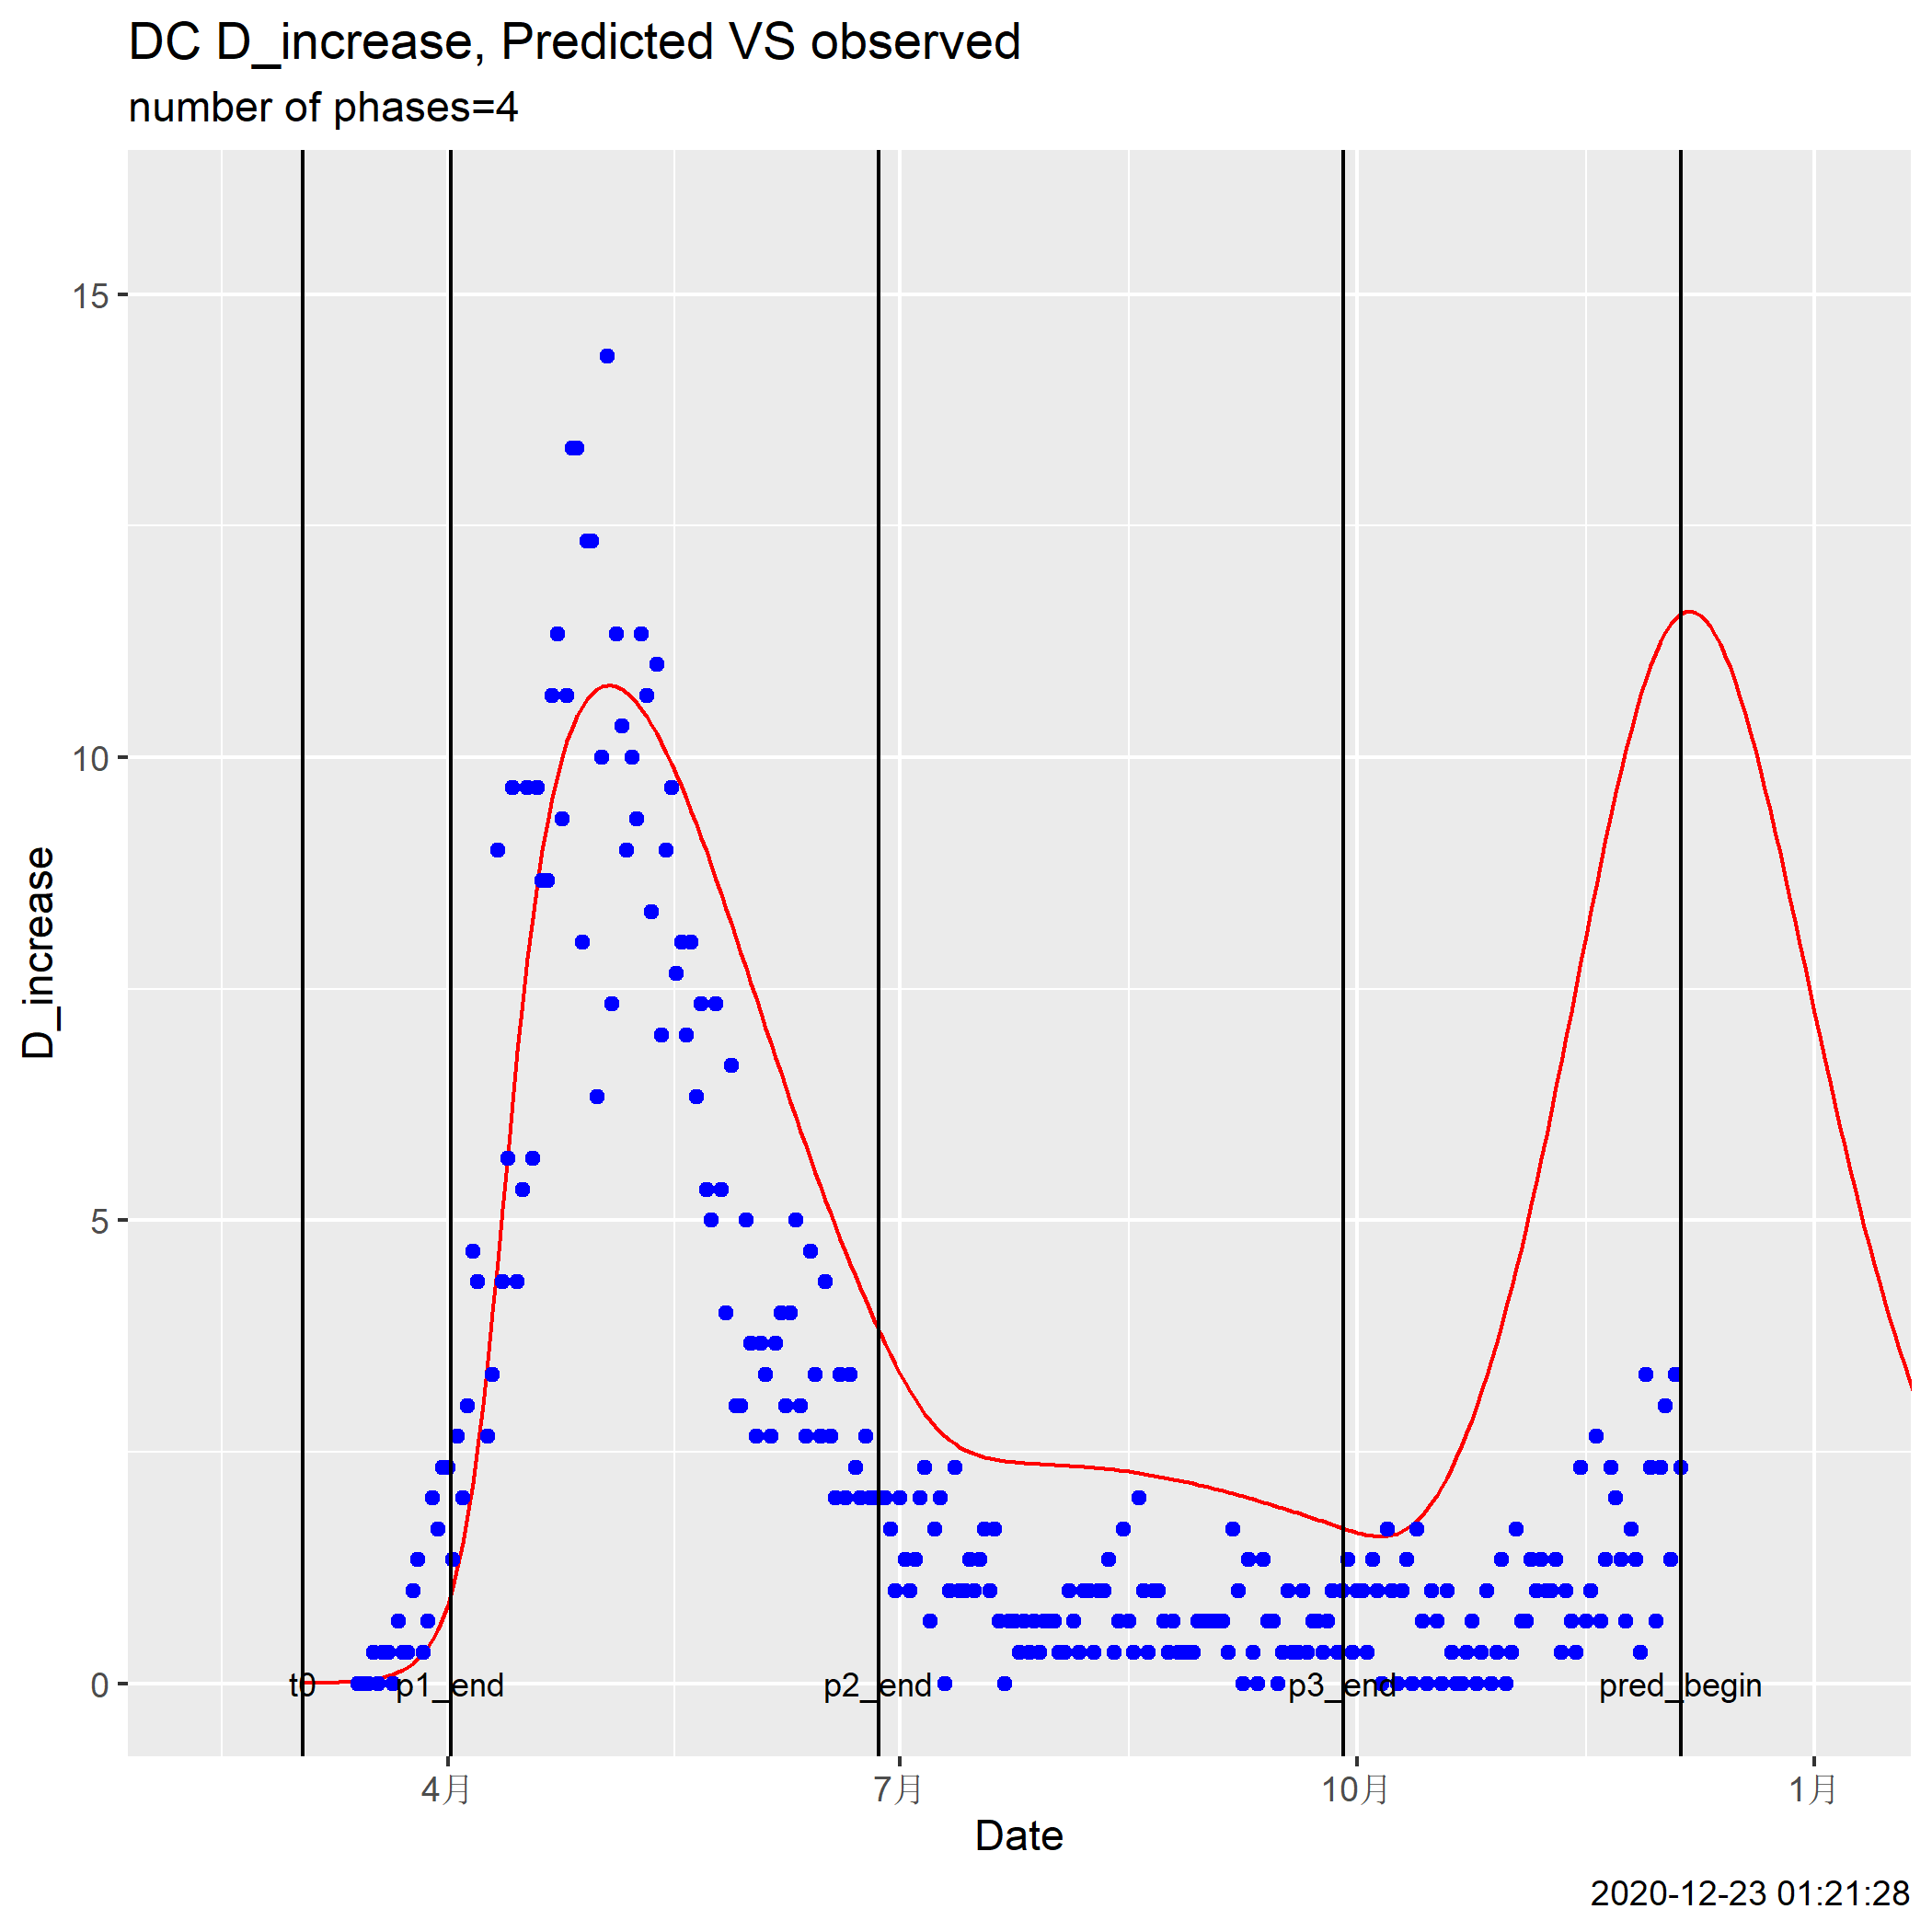 DC D_increase, Predicted VS observed
number of phases=4
15
10
5
0
D_increase
t0
p1_end
p2_end
p3_end
pred_begin
4月
7月
10月
1月
Date
2020-12-23 01:21:28